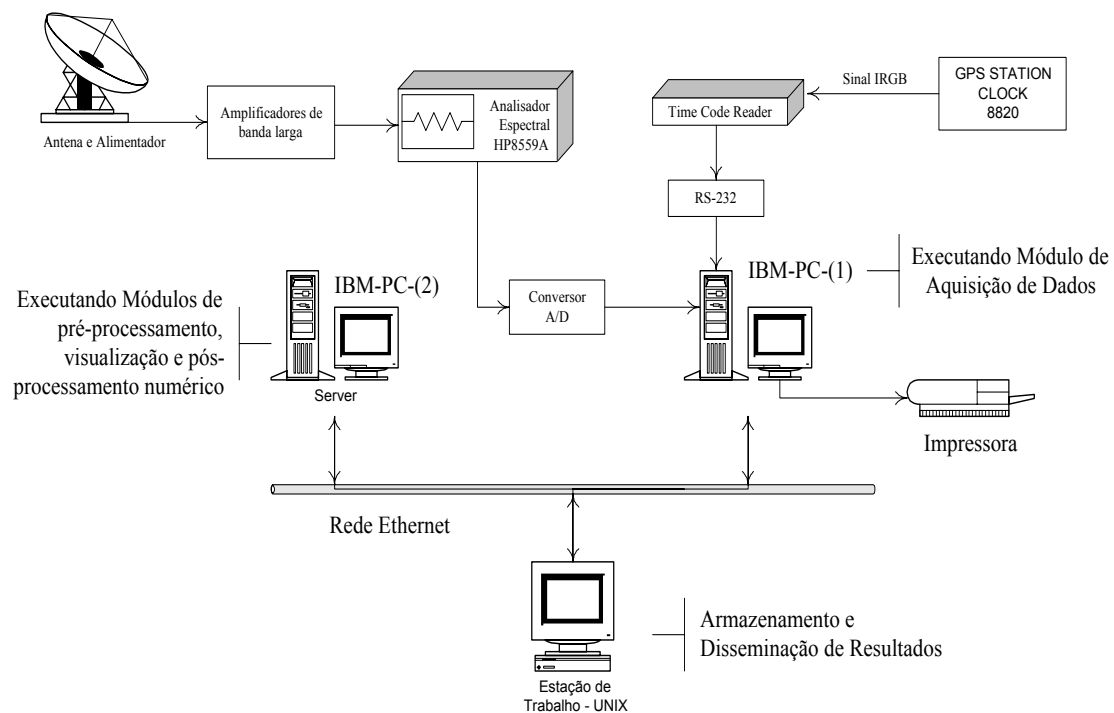 Antena e Alimentador
Amplificadores de
banda larga
Analisador
Espectral
HP8559A
Time Code Reader
Sinal IRGB
GPS STATION
CLOCK
8820
RS-232
IBM-PC-(1)
Executando Módulo de
Aquisição de Dados
IBM-PC-(2)
Executando Módulos de
pré-processamento,
visualização e pós-
processamento numérico
Server
Conversor
A/D
Impressora
Rede Ethernet
Armazenamento e
Disseminação de Resultados
Estação de
Trabalho - UNIX